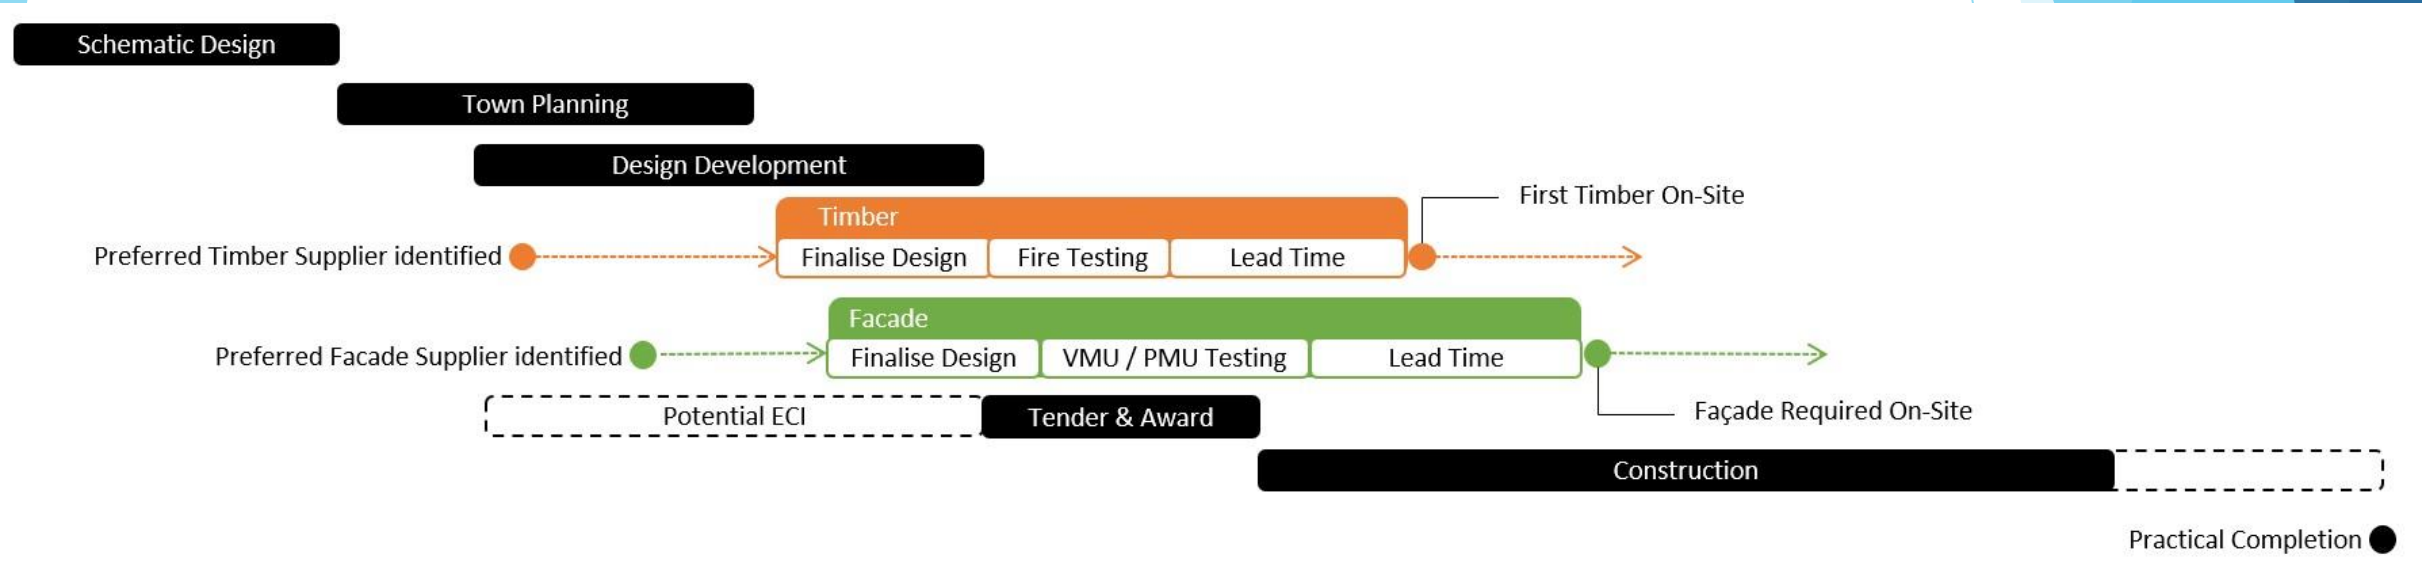 Schematic Design
Town Planning
Design Development
First Timber On-Site
Timber
Preferred Timber Supplier identified
Finalise Design
Fire Testing
Lead Time
Facade
Preferred Facade Supplier identified
Finalise Design
VMU / PMU Testing
Lead Time
Façade Required On-Site
Potential ECI
Tender & Award
Construction
Practical Completion